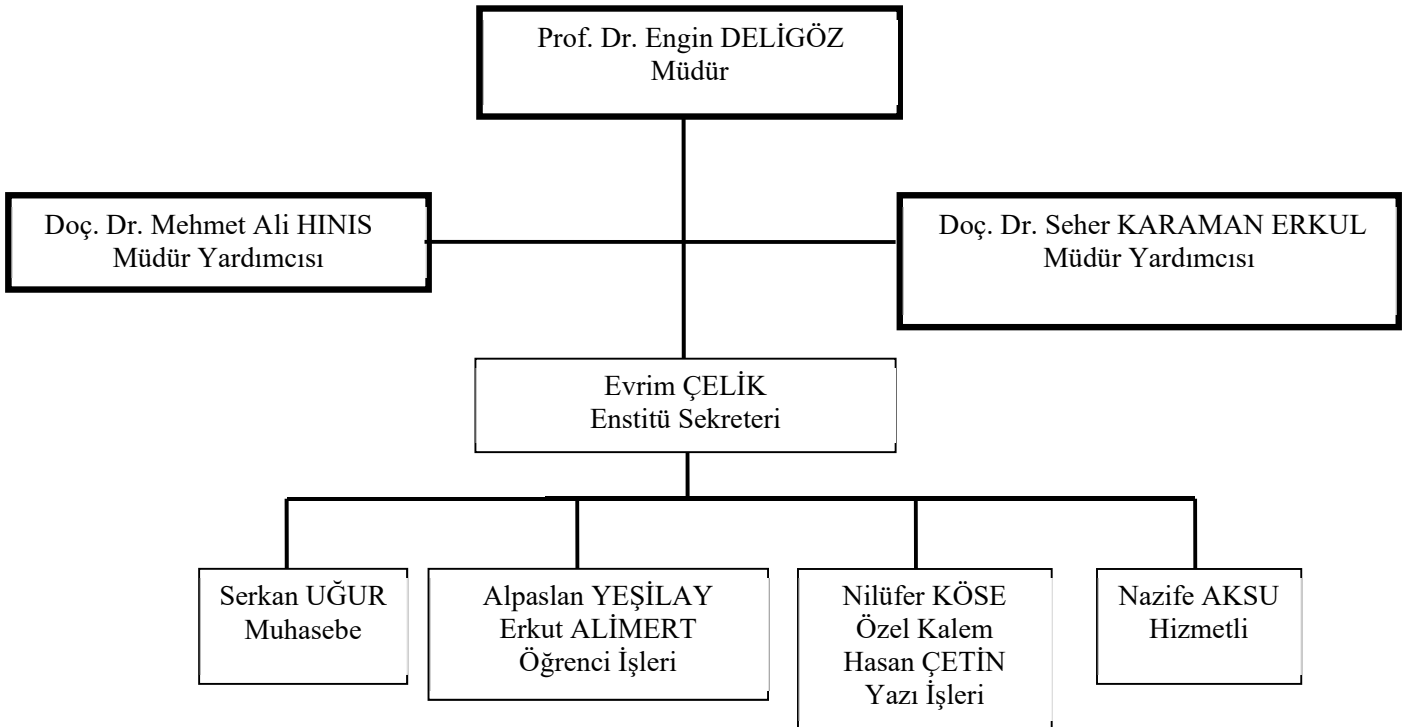 Prof. Dr. Engin DELİGÖZ
Müdür
Doç. Dr. Mehmet Ali HINIS
Müdür Yardımcısı
Doç. Dr. Seher KARAMAN ERKUL
Müdür Yardımcısı
Evrim ÇELİK
Enstitü Sekreteri
Serkan UĞUR
Muhasebe
Alpaslan YEŞİLAY
Erkut ALİMERT
Öğrenci İşleri
Nilüfer KÖSE
Özel Kalem
Hasan ÇETİN
Yazı İşleri
Nazife AKSU
Hizmetli